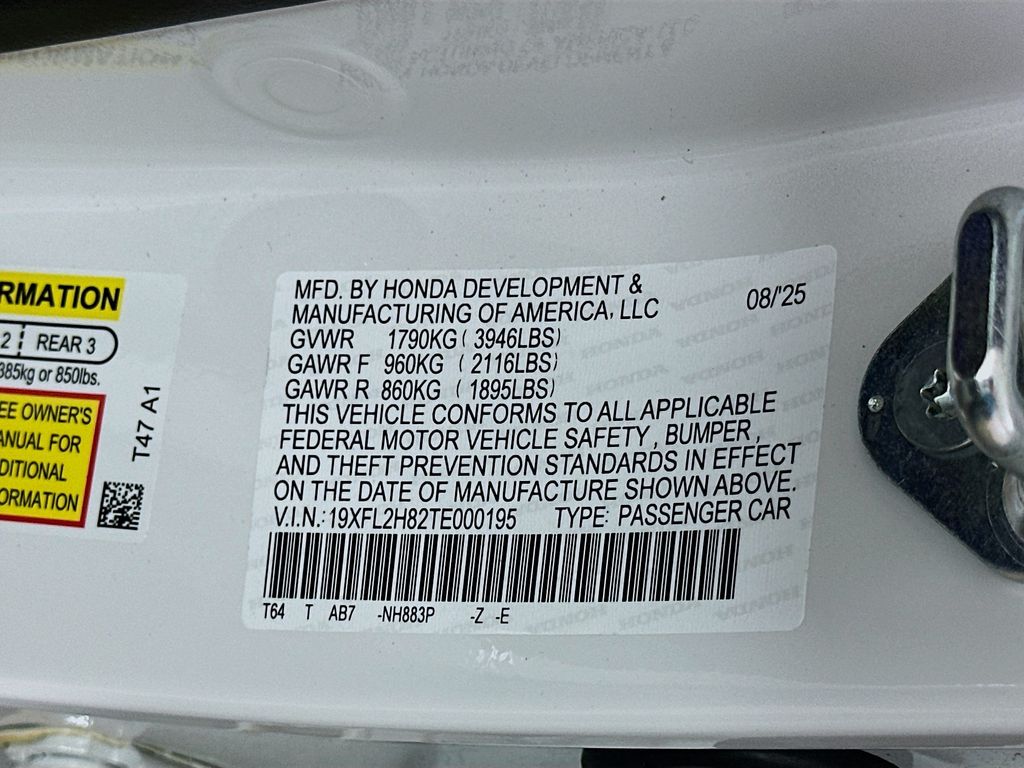 RMATION
2 REAR 3
385kg or 850lbs.
EE OWNER'S
ANUAL FOR
DITIONAL
ORMATION
T47 A1
MFD. BY HONDA DEVELOPMENT &
MANUFACTURING OF AMERICA, LLC 08/'25
GVWR 1790KG ( 3946LBS)
GAWR F 960KG ( 2116LBS)
GAWR R 860KG ( 1895LBS)
THIS VEHICLE CONFORMS TO ALL APPLICABLE
FEDERAL MOTOR VEHICLE SAFETY, BUMPER,
AND THEFT PREVENTION STANDARDS IN EFFECT
ON THE DATE OF MANUFACTURE SHOWN ABOVE.
V.I.N.: 19XFL2H82TE000195 TYPE: PASSENGER CAR
T64 T AB7 -NH883P -Z -E